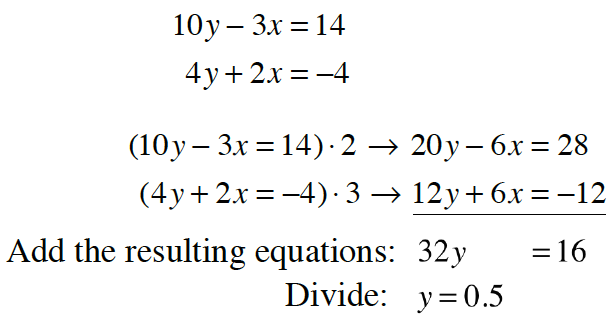 10y – 3x = 14
4y + 2x = –4
(10y – 3x = 14) · 2 → 20y – 6x = 28
(4y + 2x = –4) · 3 → 12y + 6x = –12
Add the resulting equations: 32y = 16
Divide: y = 0.5